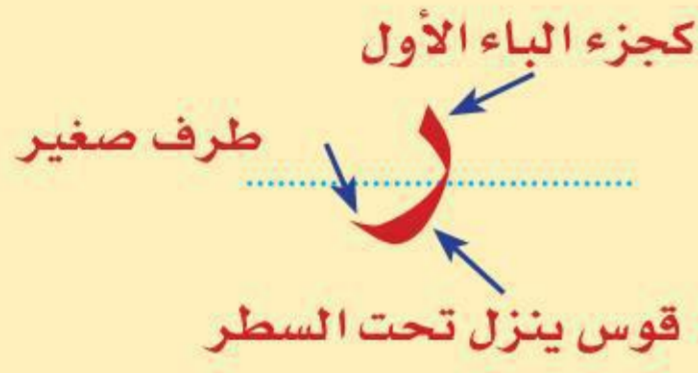 كجزء الباء الأول
طرف صغير
ر
قوس ينزل تحت السطر